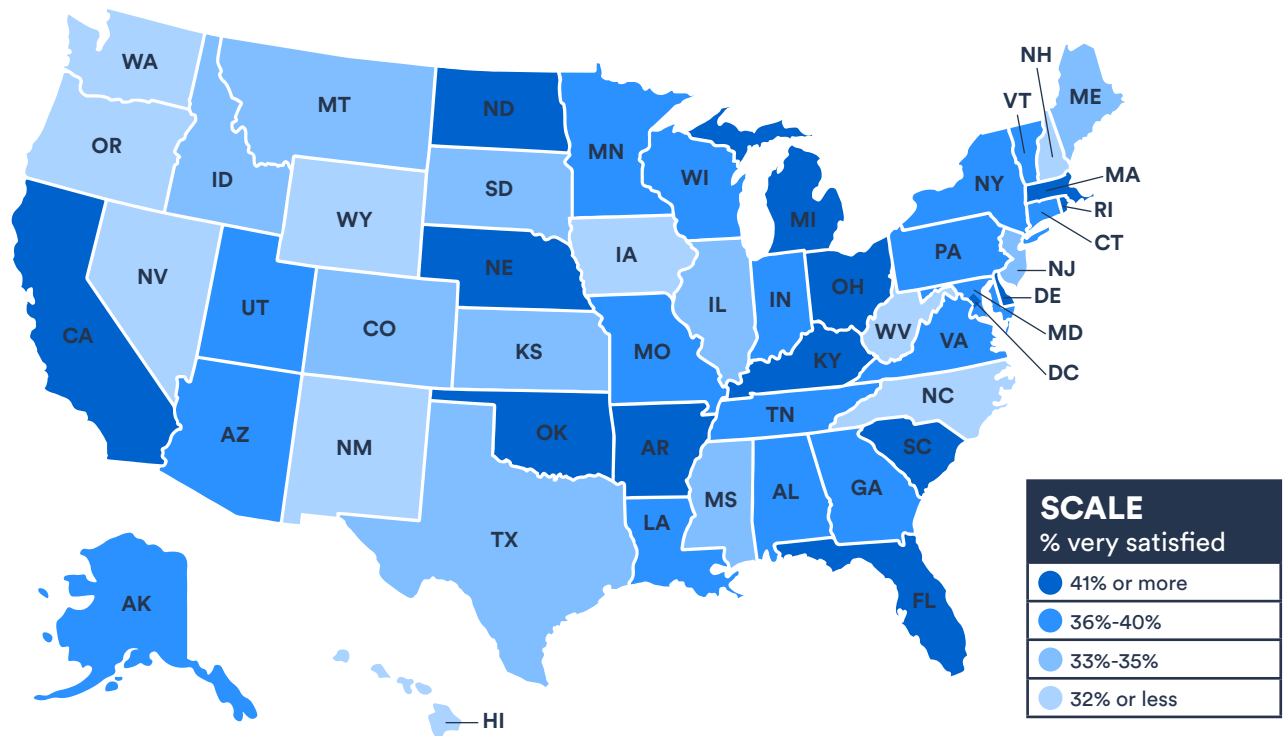 NH
WA
ME
MT
VT
ND
OR
MN
MA
ID
SD
WI
NY
RI
WY
MI
CT
IA
PA
NE
NJ
NV
OH
IL
IN
DE
UT
CO
WV
MD
CA
VA
KS
MO
KY
DC
NC
TN
AZ
OK
NM
AR
SC
MS
AL
GA
SCALE
LA
TX
% very satisfied
41% or more
AK
FL
36%-40%
33%-35%
32% or less
HI